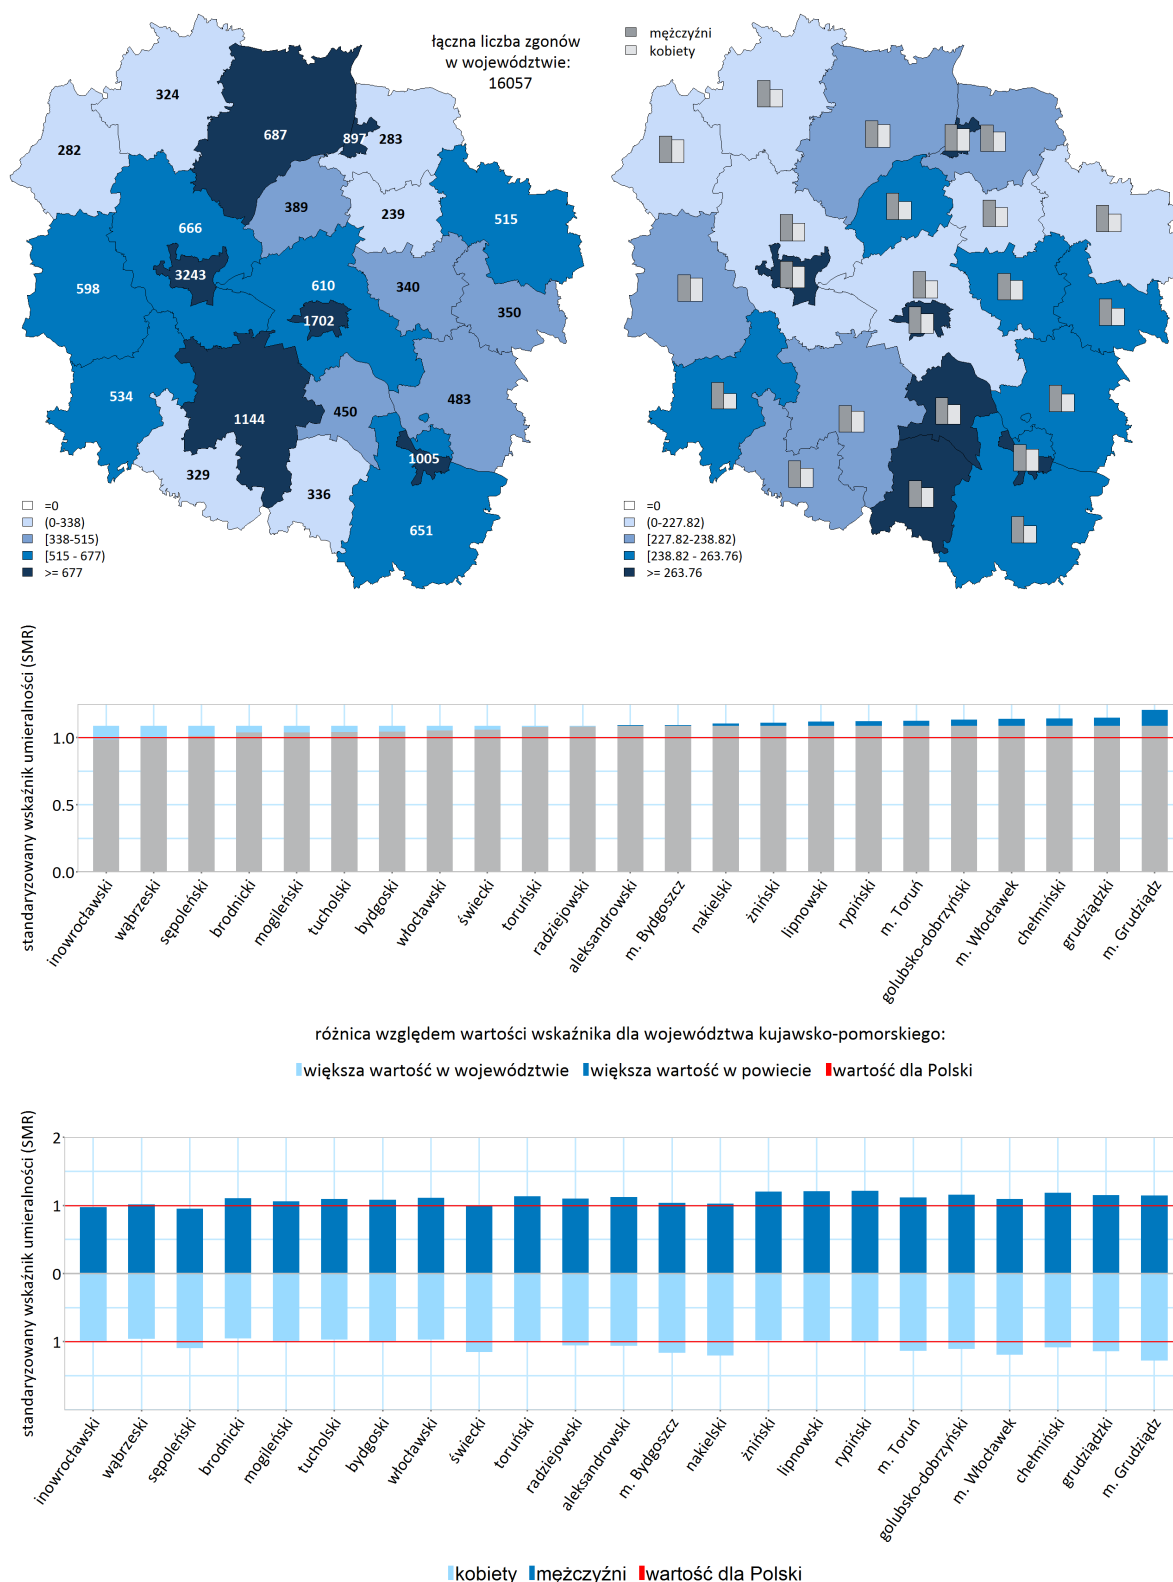 łączna liczba zgonów
w województwie:
16057
324
687
897
283
282
389
239
515
666
3243
598
610
340
1702
350
534
1144
450
483
329
336
1005
651
=0
(0-338)
[338-515)
[515 - 677)
>= 677
mężczyźni
kobiety
=0
(0-227.82)
[227.82-238.82)
[238.82 - 263.76)
>= 263.76
standaryzowany wskaźnik umieralności (SMR)
1.0
0.5
0.0
inowrocławski
wąbrzeski
sępoleński
brodnicki
mogileński
tucholski
bydgoski
włocławski
świecki
toruński
radziejowski
aleksandrowski
m. Bydgoszcz
nakielski
żniński
lipnowski
rypiński
m. Toruń
golubsko-dobrzyński
m. Włocławek
chełmiński
grudziądzki
m. Grudziądz
różnica względem wartości wskaźnika dla województwa kujawsko-pomorskiego:
większa wartość w województwie większa wartość w powiecie wartość dla Polski
standaryzowany wskaźnik umieralności (SMR)
2
1
0
1
inowrocławski
wąbrzeski
sępoleński
brodnicki
mogileński
tucholski
bydgoski
włocławski
świecki
toruński
radziejowski
aleksandrowski
m. Bydgoszcz
nakielski
żniński
lipnowski
rypiński
m. Toruń
golubsko-dobrzyński
m. Włocławek
chełmiński
grudziądzki
m. Grudziądz
kobiety mężczyźni wartość dla Polski